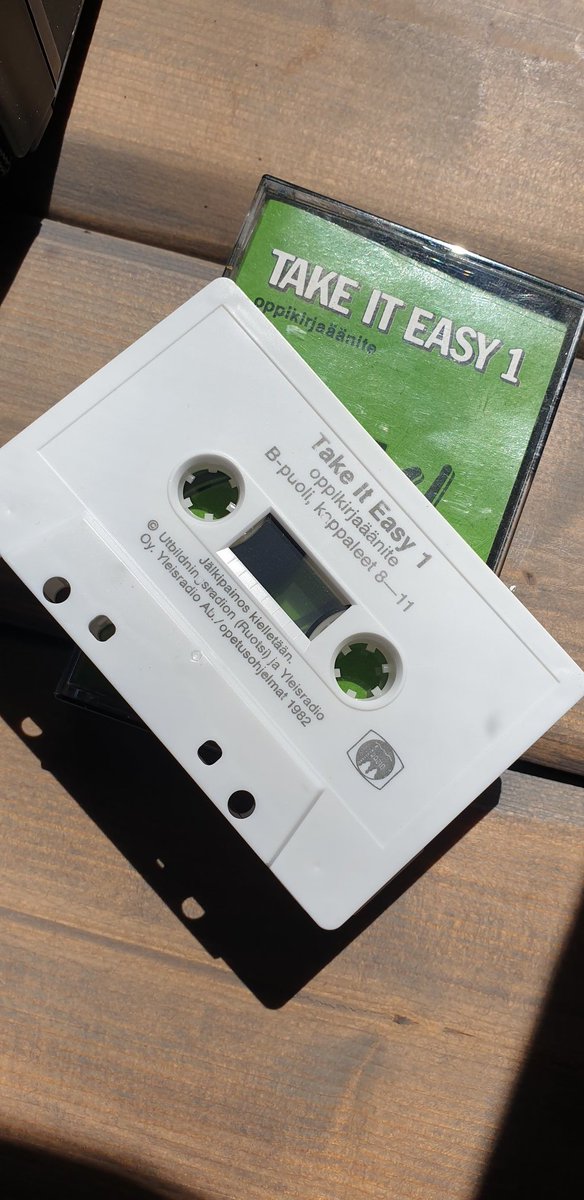 TAKE IT EASY 1
oppikirjaäänite
Take It Easy 1
oppikirjaäänite
B-puoli, kappaleet 8—11
Jälkipainos kielletään.
© Utbildningsradion (Ruotsi) ja Yleisradio
Oy. Yleisradio Ab./opetusohjelmat 1982